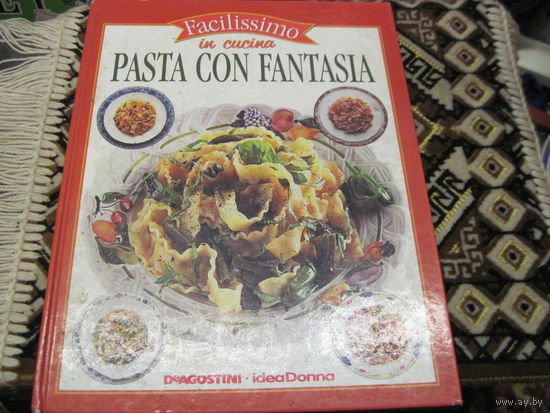 Facilissimo
in cucina
PASTA CON FANTASIA
DeAGOSTINI · ideaDonna
www.ay.by